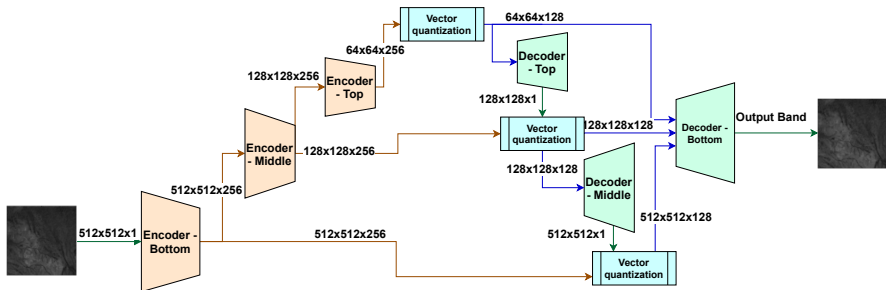 Vector
quantization
64x64x128
64x64x256
Decoder
- Top
128x128x256
Encoder
- Top
128x128x1
Vector
quantization
128x128x128
Encoder
- Middle
128x128x256
128x128x128
Decoder
- Middle
Decoder -
Bottom
Output Band
512x512x256
512x512x1
Encoder -
Bottom
512x512x256
512x512x1
512x512x128
Vector
quantization